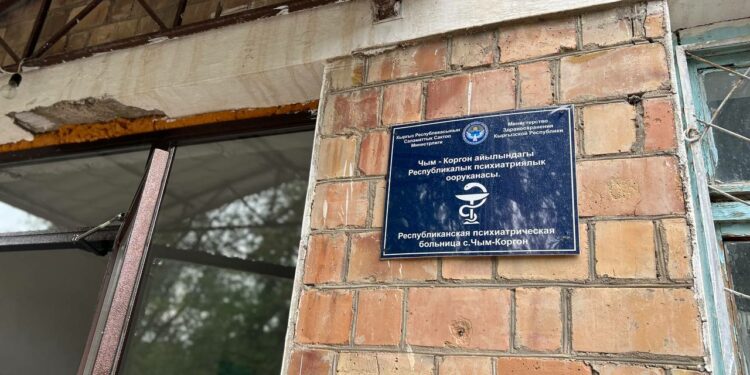 Кыргыз Республикасынын
Саламаттык Сактоо
Министрлиги
Министерство
Здравоохранения
Кыргызской Республики
Чым - Коргон айылындагы
Республикалык психиатриялык
ооруканасы.
Республиканская психиатрическая
больница с.Чым-Коргон